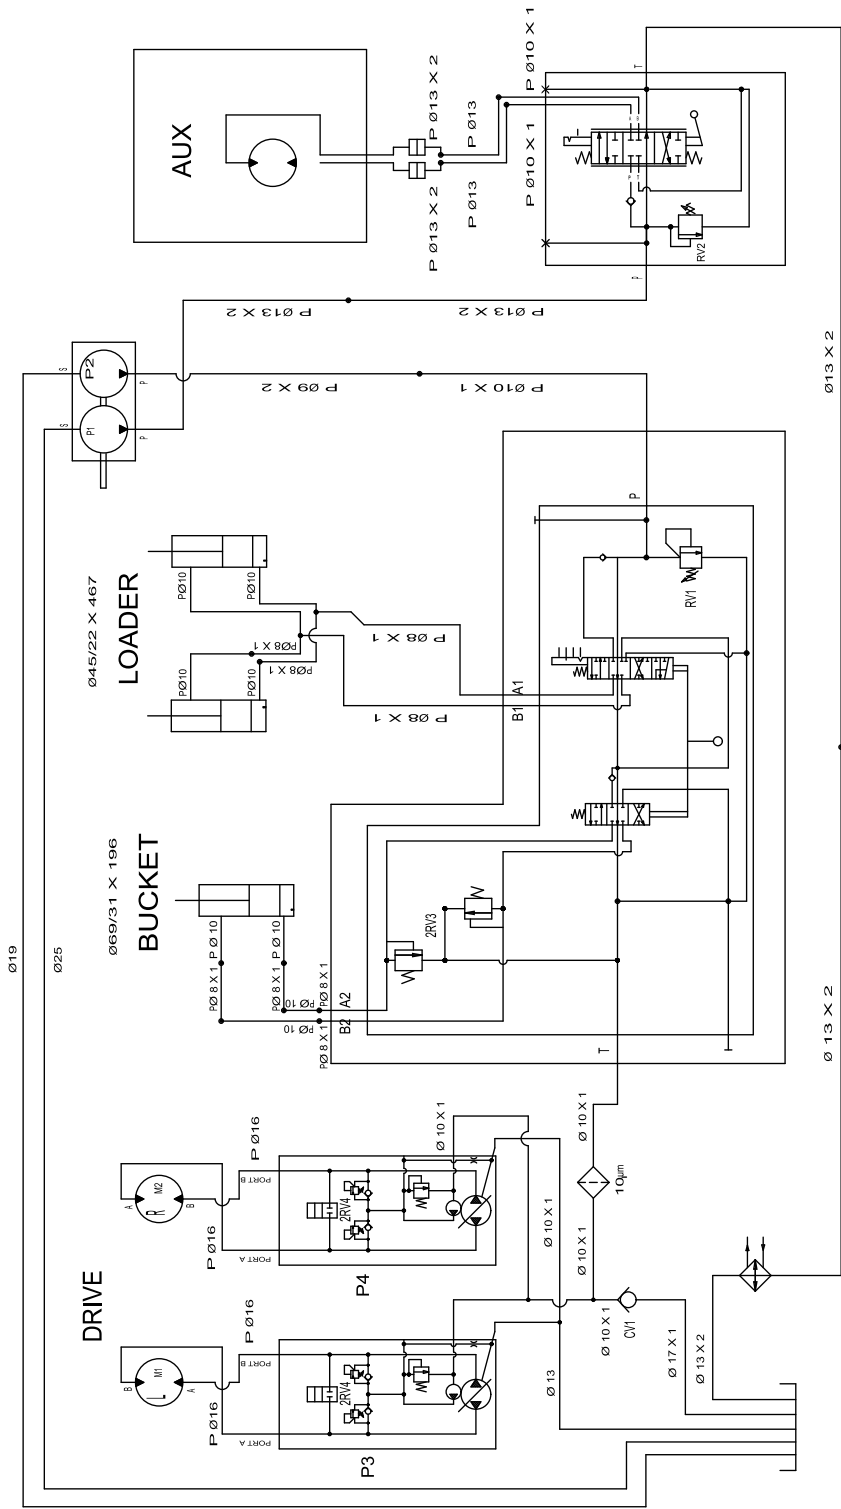 AUX
P Ø13 X 2
P Ø13
P Ø13 X 2
P Ø13
P Ø10 X 1
P Ø10 X 1
T
A
B
P
T
RV2
P
P Ø13 X 2
P Ø13 X 2
S
P2
P
S
P1
P
P Ø9 X 2
P Ø10 X 1
Ø13 X 2
P
RV1
LOADER
Ø45/22 X 467
PØ10
PØ10
PØ10
PØ10
PØ8 X 1
PØ8 X 1
P Ø8 X 1
P Ø8 X 1
A1
B1
BUCKET
Ø69/31 X 196
P Ø 10
P Ø 10
PØ 8 X 1
PØ 8 X 1
PØ 10
PØ 10
PØ 8 X 1
PØ 8 X 1
A2
B2
2RV3
T
Ø19
Ø25
Ø 13 X 2
DRIVE
A
M2
R
B
P Ø16
P Ø16
PORT B
PORT A
2RV4
P4
Ø 10 X 1
Ø 10 X 1
10µm
Ø 10 X 1
Ø 10 X 1
B
M1
L
A
P Ø16
P Ø16
PORT B
PORT A
2RV4
P3
Ø 13
Ø 10 X 1
CV1
Ø 17 X 1
Ø 13 X 2